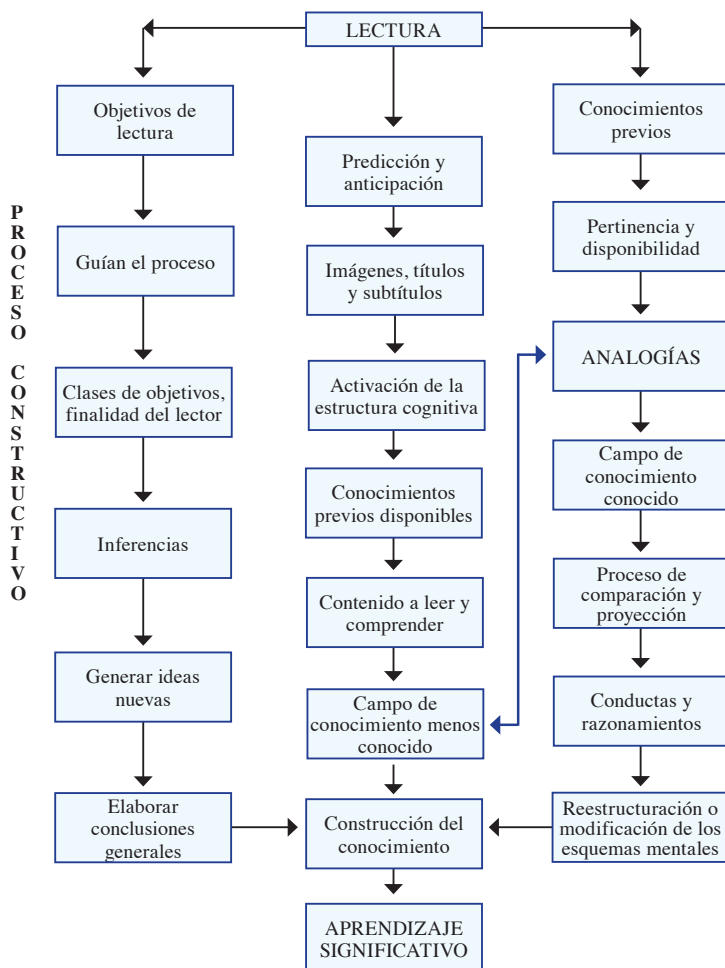 LECTURA
PROCESO CONSTRUCTIVO
Objetivos de
lectura
Guían el proceso
Clases de objetivos,
finalidad del lector
Inferencias
Generar ideas
nuevas
Elaborar
conclusiones
generales
Predicción y
anticipación
Imágenes, títulos
y subtítulos
Activación de la
estructura cognitiva
Conocimientos
previos disponibles
Contenido a leer y
comprender
Campo de
conocimiento menos
conocido
Construcción del
conocimiento
APRENDIZAJE
SIGNIFICATIVO
Conocimientos
previos
Pertinencia y
disponibilidad
ANALOGÍAS
Campo de
conocimiento
conocido
Proceso de
comparación y
proyección
Conductas y
razonamientos
Reestructuración o
modificación de los
esquemas mentales